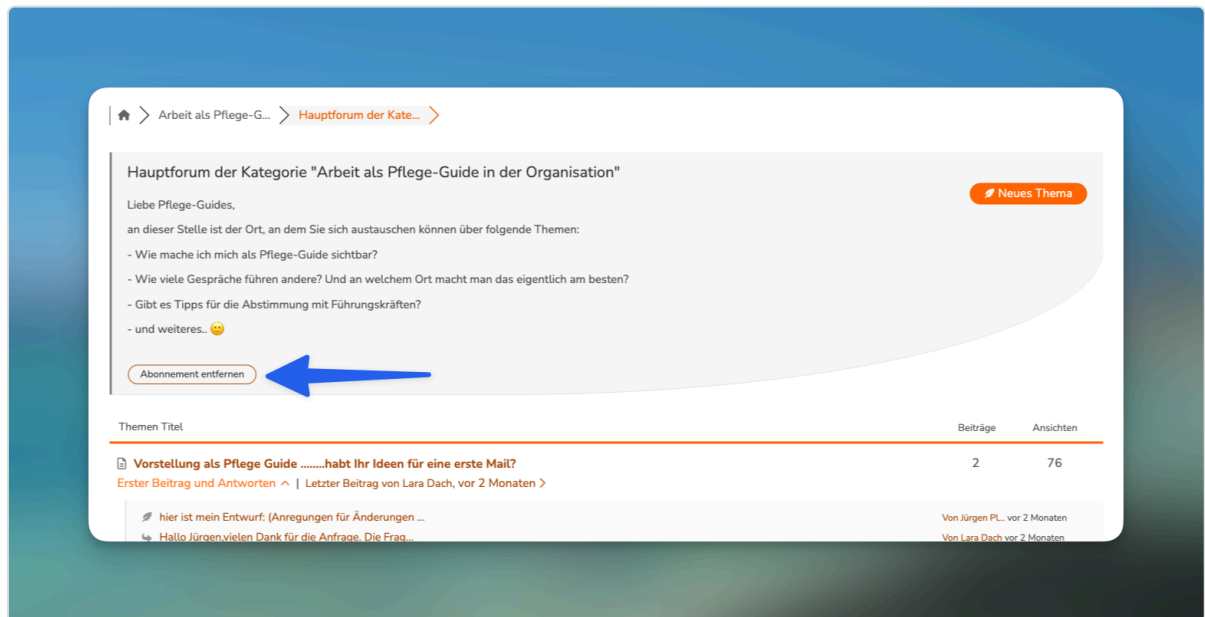 Arbeit als Pflege-G... Hauptforum der Kate...
Hauptforum der Kategorie "Arbeit als Pflege-Guide in der Organisation"
Neues Thema
Liebe Pflege-Guides,
an dieser Stelle ist der Ort, an dem Sie sich austauschen können über folgende Themen:
- Wie mache ich mich als Pflege-Guide sichtbar?
- Wie viele Gespräche führen andere? Und an welchem Ort macht man das eigentlich am besten?
- Gibt es Tipps für die Abstimmung mit Führungskräften?
- und weiteres.. 🙂
Abonnement entfernen
Themen Titel Beiträge Ansichten
Vorstellung als Pflege Guide ........habt Ihr Ideen für eine erste Mail? 2 76
Erster Beitrag und Antworten | Letzter Beitrag von Lara Dach, vor 2 Monaten
hier ist mein Entwurf: (Anregungen für Änderungen ... Von Jürgen Pl... vor 2 Monaten
Hallo Jürgen,vielen Dank für die Anfrage. Die Frag... Von Lara Dach vor 2 Monaten